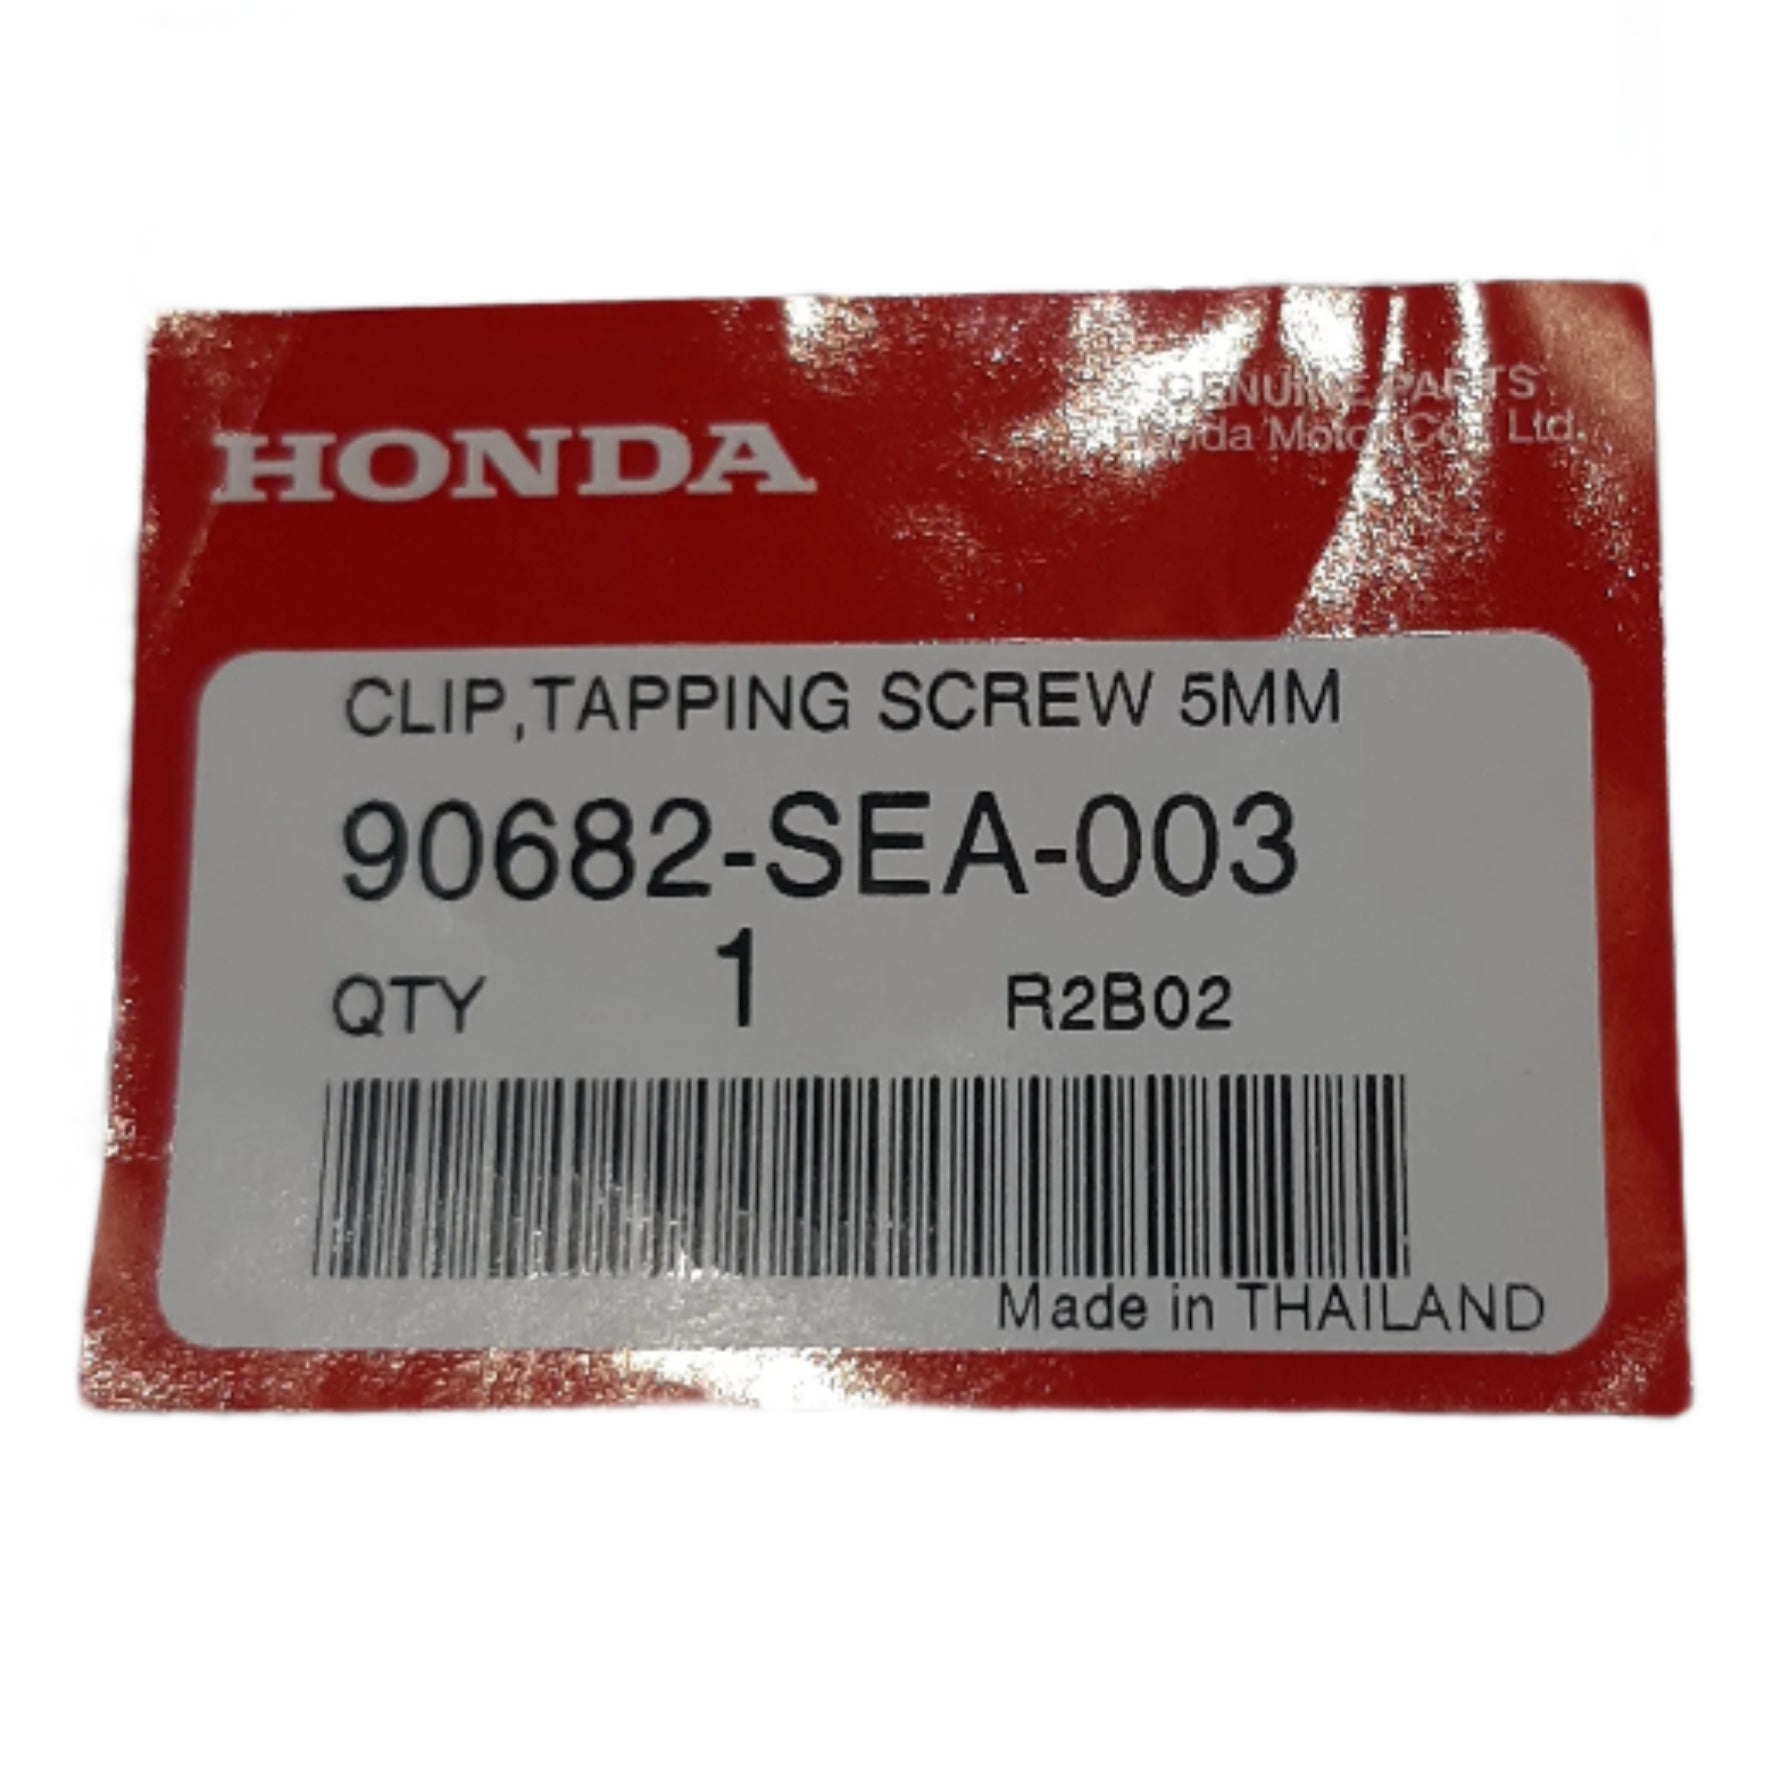 HONDA
GENUINE PARTS
Honda Motor Co., Ltd.
CLIP,TAPPING SCREW 5MM
90682-SEA-003
QTY 1 R2B02
Made in THAILAND